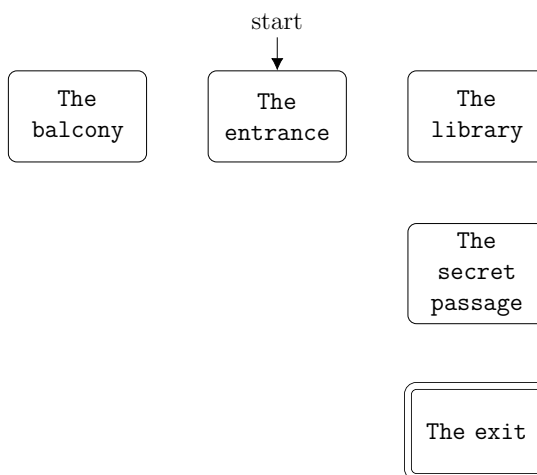 start
The
balcony
The
entrance
The
library
The
secret
passage
The exit